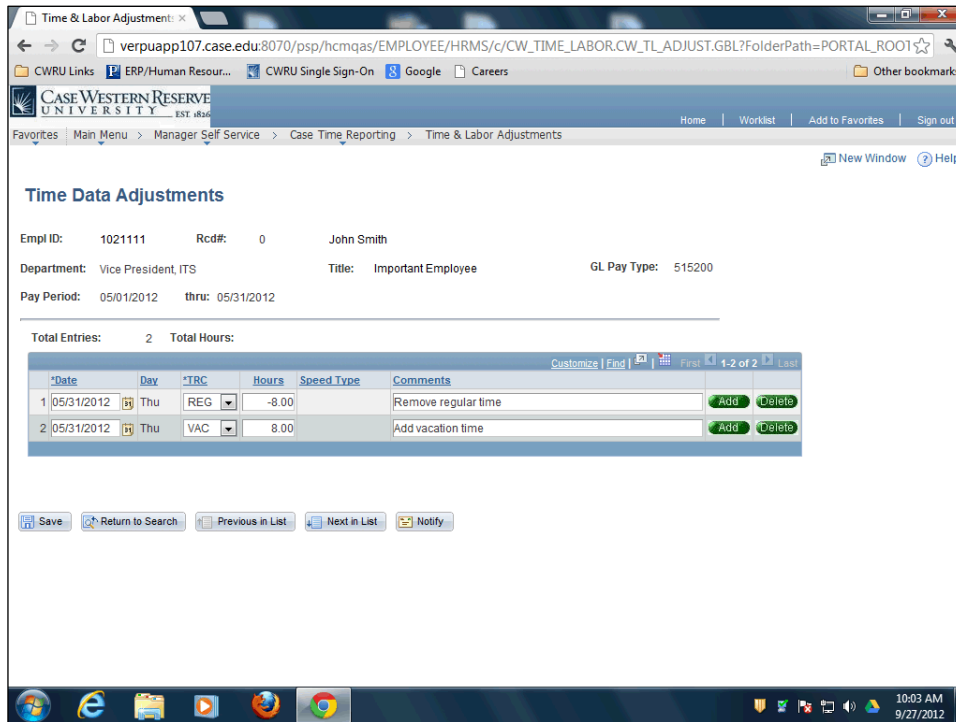 Time & Labor Adjustments
verpuapp107.case.edu:8070/psp/hcmqas/EMPLOYEE/HRMS/c/CW_TIME_LABOR.CW_TL_ADJUST.GBL?FolderPath=PORTAL_ROOT
CWRU Links ERP/Human Resour... CWRU Single Sign-On Google Careers Other bookmark
CASE WESTERN RESERVE
UNIVERSITY EST. 1826
Home | Worklist | Add to Favorites | Sign out
Favorites Main Menu > Manager Self Service > Case Time Reporting > Time & Labor Adjustments
New Window Help
Time Data Adjustments
Empl ID: 1021111 Rcd#: 0 John Smith
Department: Vice President, ITS Title: Important Employee GL Pay Type: 515200
Pay Period: 05/01/2012 thru: 05/31/2012
Total Entries: 2 Total Hours:
Customize | Find | First 1-2 of 2 Last
*Date Day *TRC Hours Speed Type Comments
1 05/31/2012 Thu REG -8.00 Remove regular time Add Delete
2 05/31/2012 Thu VAC 8.00 Add vacation time Add Delete
Save Return to Search Previous in List Next in List Notify
10:03 AM
9/27/2012